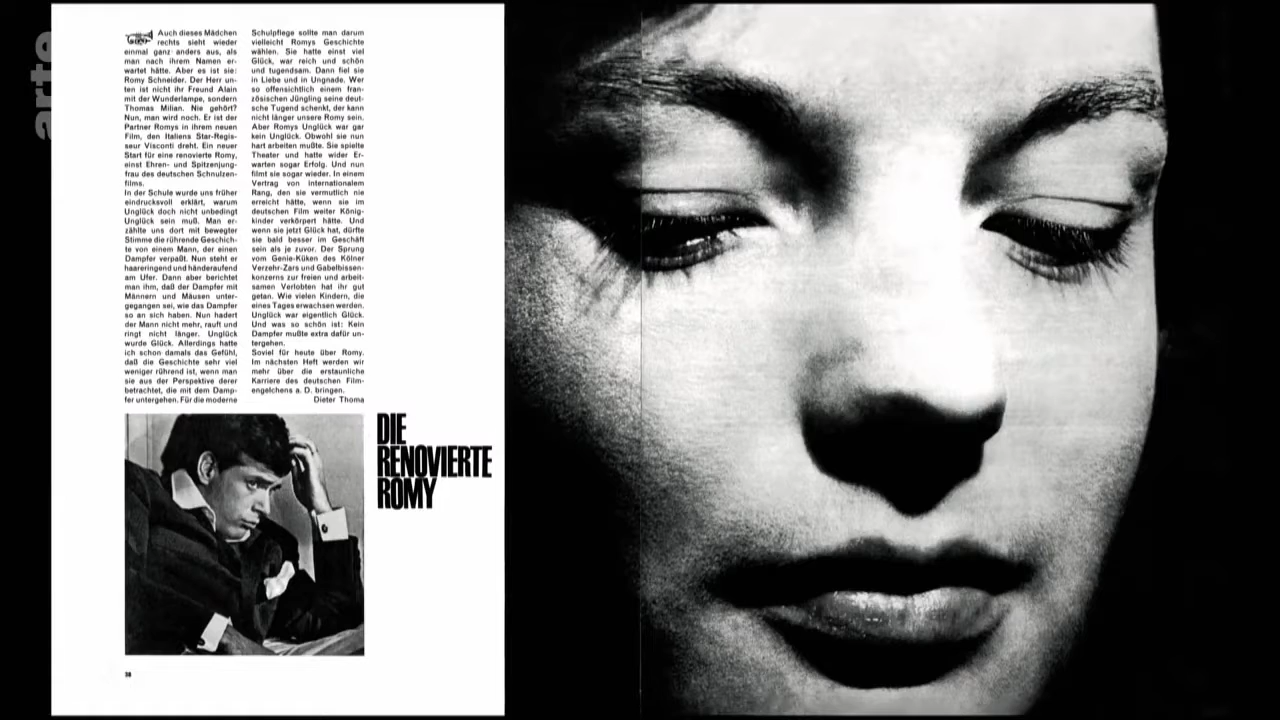 arte
Auch dieses Mädchen
rechts sieht wieder
einmal ganz anders aus, als
man nach ihrem Namen er-
wartet hätte. Aber es ist sie:
Romy Schneider. Der Herr un-
ten ist nicht ihr Freund Alain
mit der Wunderlampe, sondern
Thomas Milian. Nie gehört?
Nun, man wird noch. Er ist der
Partner Romys in ihrem neuen
Film, den Italiens Star-Regis-
seur Visconti dreht. Ein neuer
Start für eine renovierte Romy,
einst Ehren- und Spitzenjung-
frau des deutschen Schnulzen-
films.
In der Schule wurde uns früher
eindrucksvoll erklärt, warum
Unglück doch nicht unbedingt
Unglück sein muß. Man er-
zählte uns dort mit bewegter
Stimme die rührende Geschich-
te von einem Mann, der einen
Dampfer verpaßt. Nun steht er
haareringend und händeraufend
am Ufer. Dann aber berichtet
man ihm, daß der Dampfer mit
Männern und Mäusen unter-
gegangen sei, wie das Dampfer
so an sich haben. Nun hadert
der Mann nicht mehr, rauft und
ringt nicht länger. Unglück
wurde Glück. Allerdings hatte
ich schon damals das Gefühl,
daß die Geschichte sehr viel
weniger rührend ist, wenn man
sie aus der Perspektive derer
betrachtet, die mit dem Damp-
fer untergehen. Für die moderne
Schulpflege sollte man darum
vielleicht Romys Geschichte
wählen. Sie hatte einst viel
Glück, war reich und schön
und tugendsam. Dann fiel sie
in Liebe und in Ungnade. Wer
so offensichtlich einem fran-
zösischen Jüngling seine deut-
sche Tugend schenkt, der kann
nicht länger unsere Romy sein.
Aber Romys Unglück war gar
kein Unglück. Obwohl sie nun
hart arbeiten mußte. Sie spielte
Theater und hatte wider Er-
warten sogar Erfolg. Und nun
filmt sie sogar wieder. In einem
Vertrag von internationalem
Rang, den sie vermutlich nie
erreicht hätte, wenn sie im
deutschen Film weiter König-
kinder verkörpert hätte. Und
wenn sie jetzt Glück hat, dürfte
sie bald besser im Geschäft
sein als je zuvor. Der Sprung
vom Genie-Küken des Kölner
Verzehr-Zars und Gabelbissen-
konzerns zur freien und arbeit-
samen Verlobten hat ihr gut
getan. Wie vielen Kindern, die
eines Tages erwachsen werden.
Unglück war eigentlich Glück.
Und was so schön ist: Kein
Dampfer mußte extra dafür un-
tergehen.
Soviel für heute über Romy.
Im nächsten Heft werden wir
mehr über die erstaunliche
Karriere des deutschen Film-
engelchens a. D. bringen.
Dieter Thoma
DIE
RENOVIERTE
ROMY
38